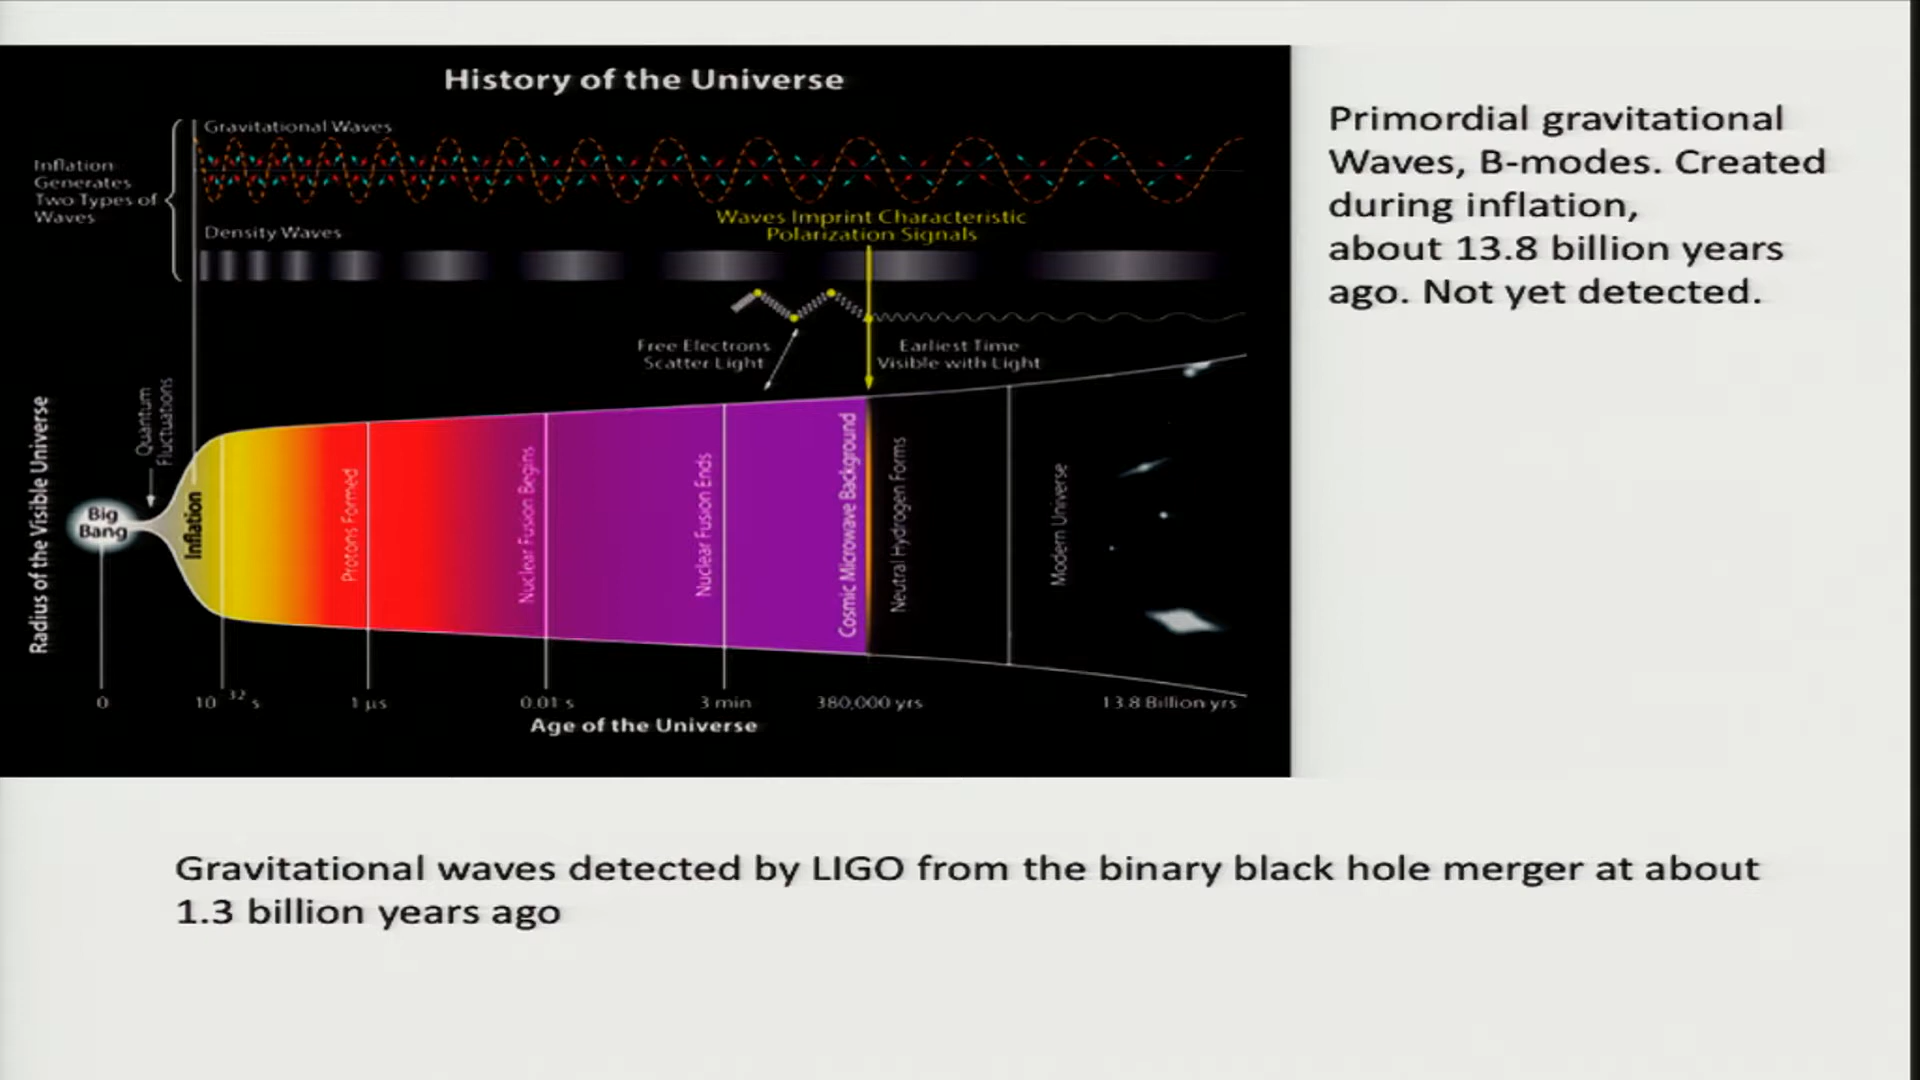 History of the Universe
Gravitational Waves
Inflation
Generates
Two Types of
Waves
Waves Imprint Characteristic
Polarization Signals
Density Waves
Free Electrons
Scatter Light
Earliest Time
Visible with Light
Radius of the Visible Universe
Quantum
Fluctuations
Big
Bang
Inflation
Protons Formed
Nuclear Fusion Begins
Nuclear Fusion Ends
Cosmic Microwave Background
Neutral Hydrogen Forms
Modern Universe
0
10⁻³² s
1 µs
0.01 s
3 min
380,000 yrs
13.8 Billion yrs
Age of the Universe
Primordial gravitational
Waves, B-modes. Created
during inflation,
about 13.8 billion years
ago. Not yet detected.
Gravitational waves detected by LIGO from the binary black hole merger at about
1.3 billion years ago